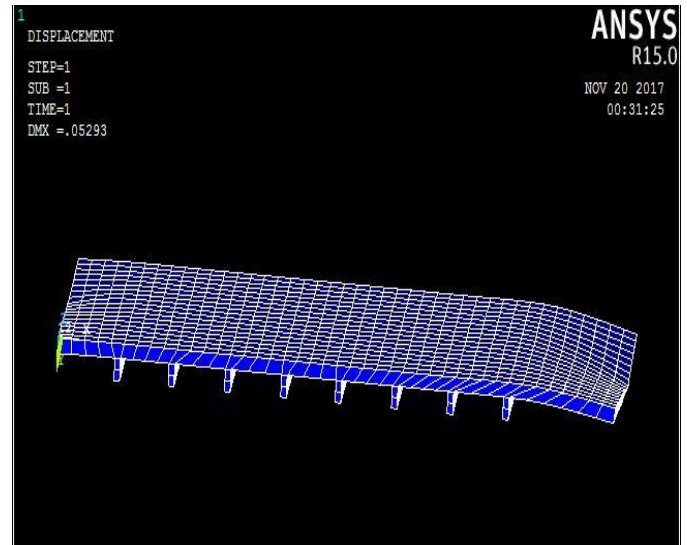 1
DISPLACEMENT
STEP=1
SUB =1
TIME=1
DMX =.05293
ANSYS
R15.0
NOV 20 2017
00:31:25
X